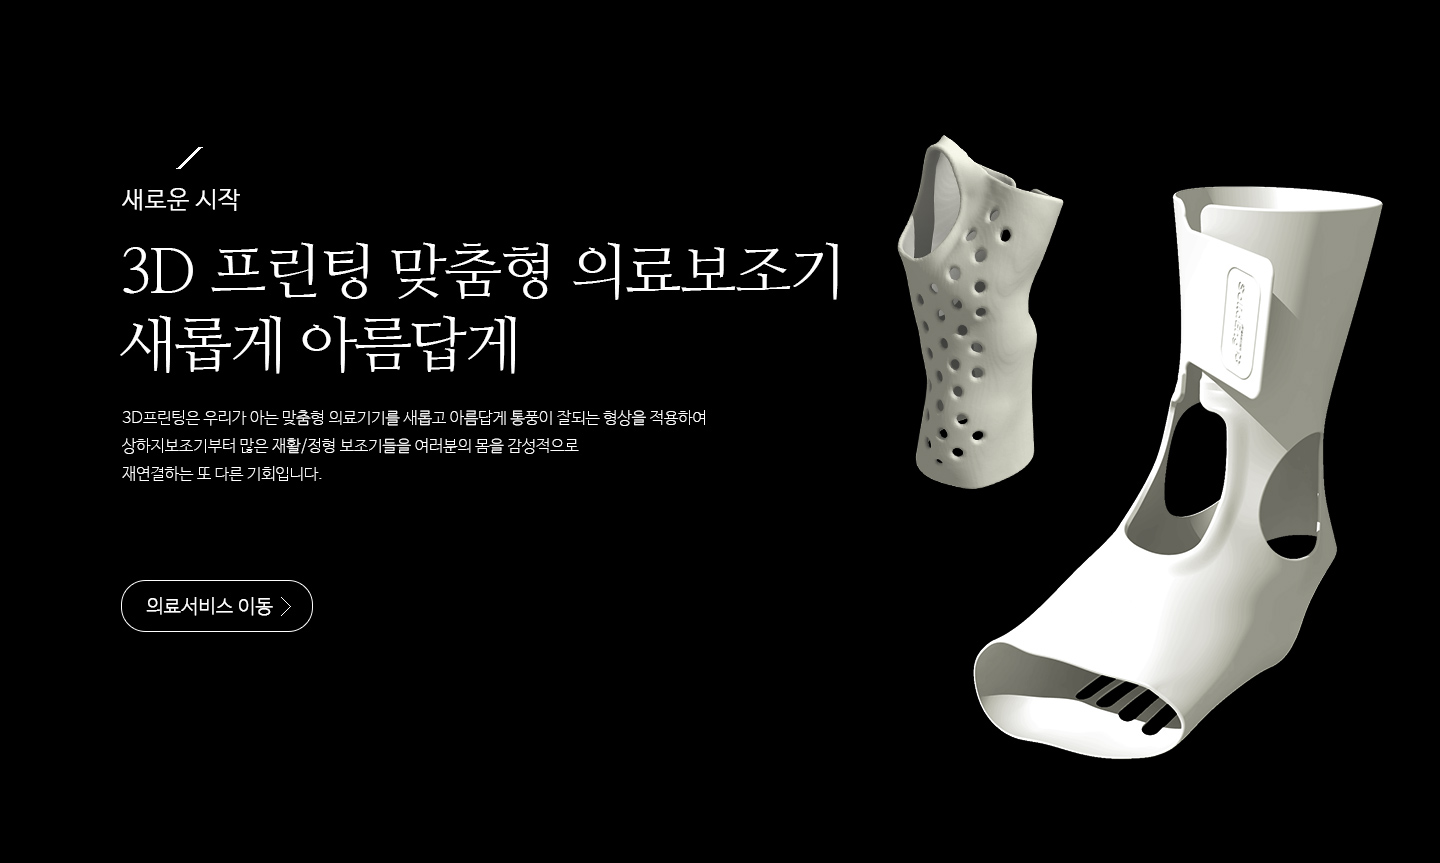 새로운 시작
3D 프린팅 맞춤형 의료보조기
새롭게 아름답게
3D프린팅은 우리가 아는 맞춤형 의료기기를 새롭고 아름답게 통풍이 잘되는 형상을 적용하여
상하지보조기부터 많은 재활/정형 보조기들을 여러분의 몸을 감성적으로
재연결하는 또 다른 기회입니다.
의료서비스 이동